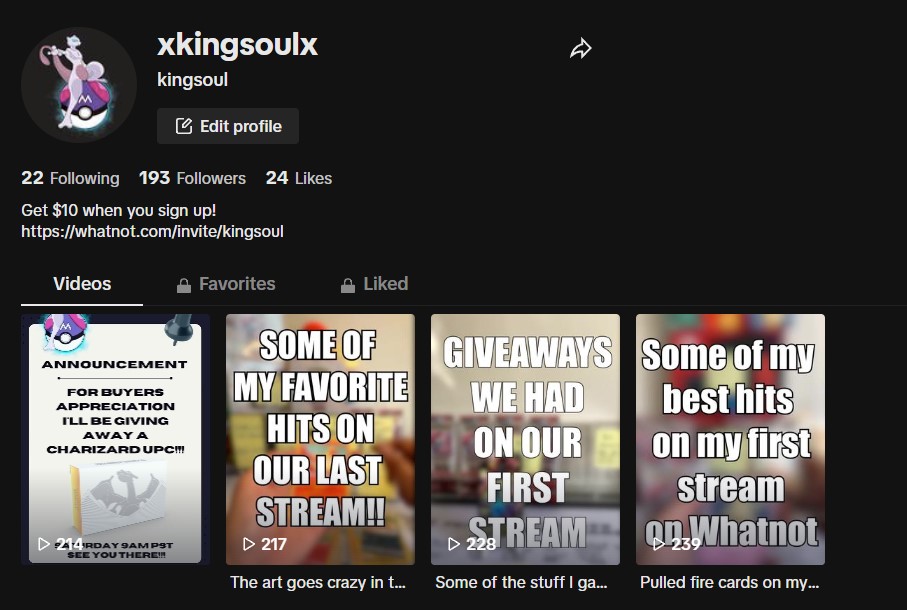 xkingsoulx
kingsoul
Edit profile
22 Following 193 Followers 24 Likes
Get $10 when you sign up!
https://whatnot.com/invite/kingsoul
Videos
Favorites
Liked
ANNOUNCEMENT
FOR BUYERS
APPRECIATION
I'LL BE GIVING
AWAY A
CHARIZARD UPC!!!
SATURDAY 9AM PST
SEE YOU THERE!!!
214
SOME OF
MY FAVORITE
HITS ON
OUR LAST
STREAM!!
217
The art goes crazy in t...
GIVEAWAYS
WE HAD
ON OUR
FIRST
STREAM
228
Some of the stuff I ga...
Some of my
best hits
on my first
stream
on Whatnot
239
Pulled fire cards on my...